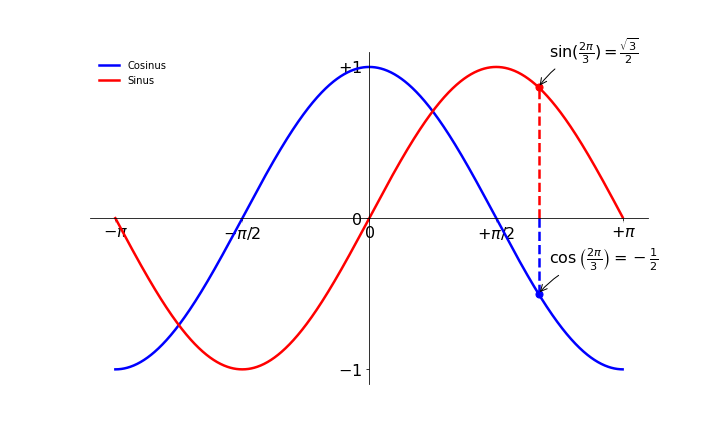 sin(2π/3) = √3/2
Cosinus
Sinus
+1
0
−π
−π/2
0
+π/2
+π
cos(2π/3) = −1/2
−1